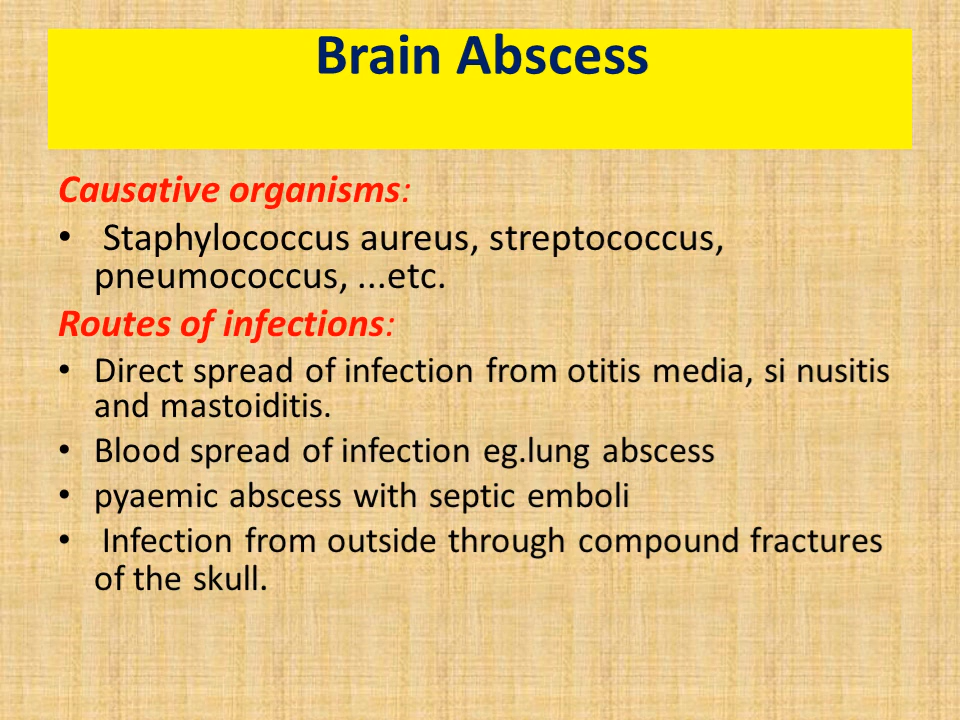 Brain Abscess
Causative organisms:
• Staphylococcus aureus, streptococcus,
pneumococcus, ...etc.
Routes of infections:
• Direct spread of infection from otitis media, si nusitis
and mastoiditis.
• Blood spread of infection eg.lung abscess
• pyaemic abscess with septic emboli
• Infection from outside through compound fractures
of the skull.